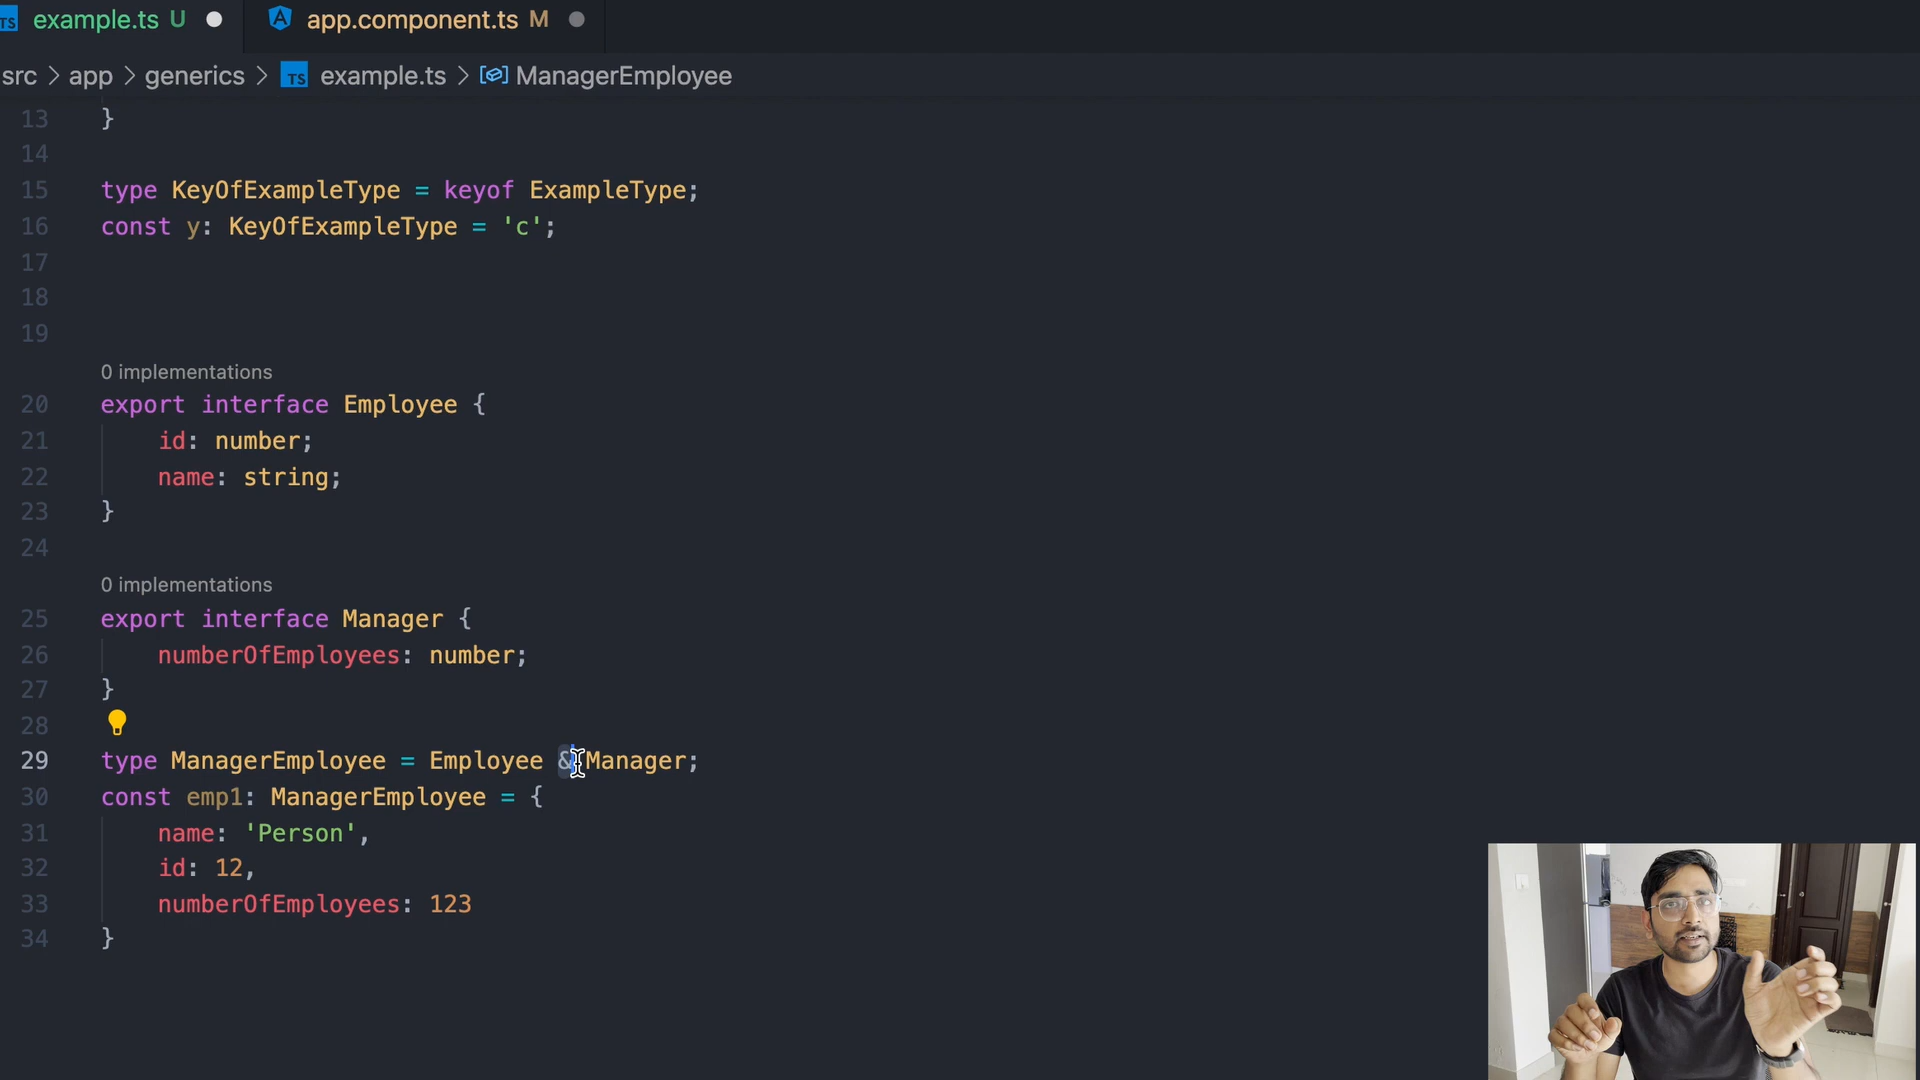 TS example.ts U app.component.ts M
src > app > generics > TS example.ts > ManagerEmployee
13 }
14
15 type KeyOfExampleType = keyof ExampleType;
16 const y: KeyOfExampleType = 'c';
17
18
19
0 implementations
20 export interface Employee {
21 id: number;
22 name: string;
23 }
24
0 implementations
25 export interface Manager {
26 numberOfEmployees: number;
27 }
28
29 type ManagerEmployee = Employee & Manager;
30 const emp1: ManagerEmployee = {
31 name: 'Person',
32 id: 12,
33 numberOfEmployees: 123
34 }